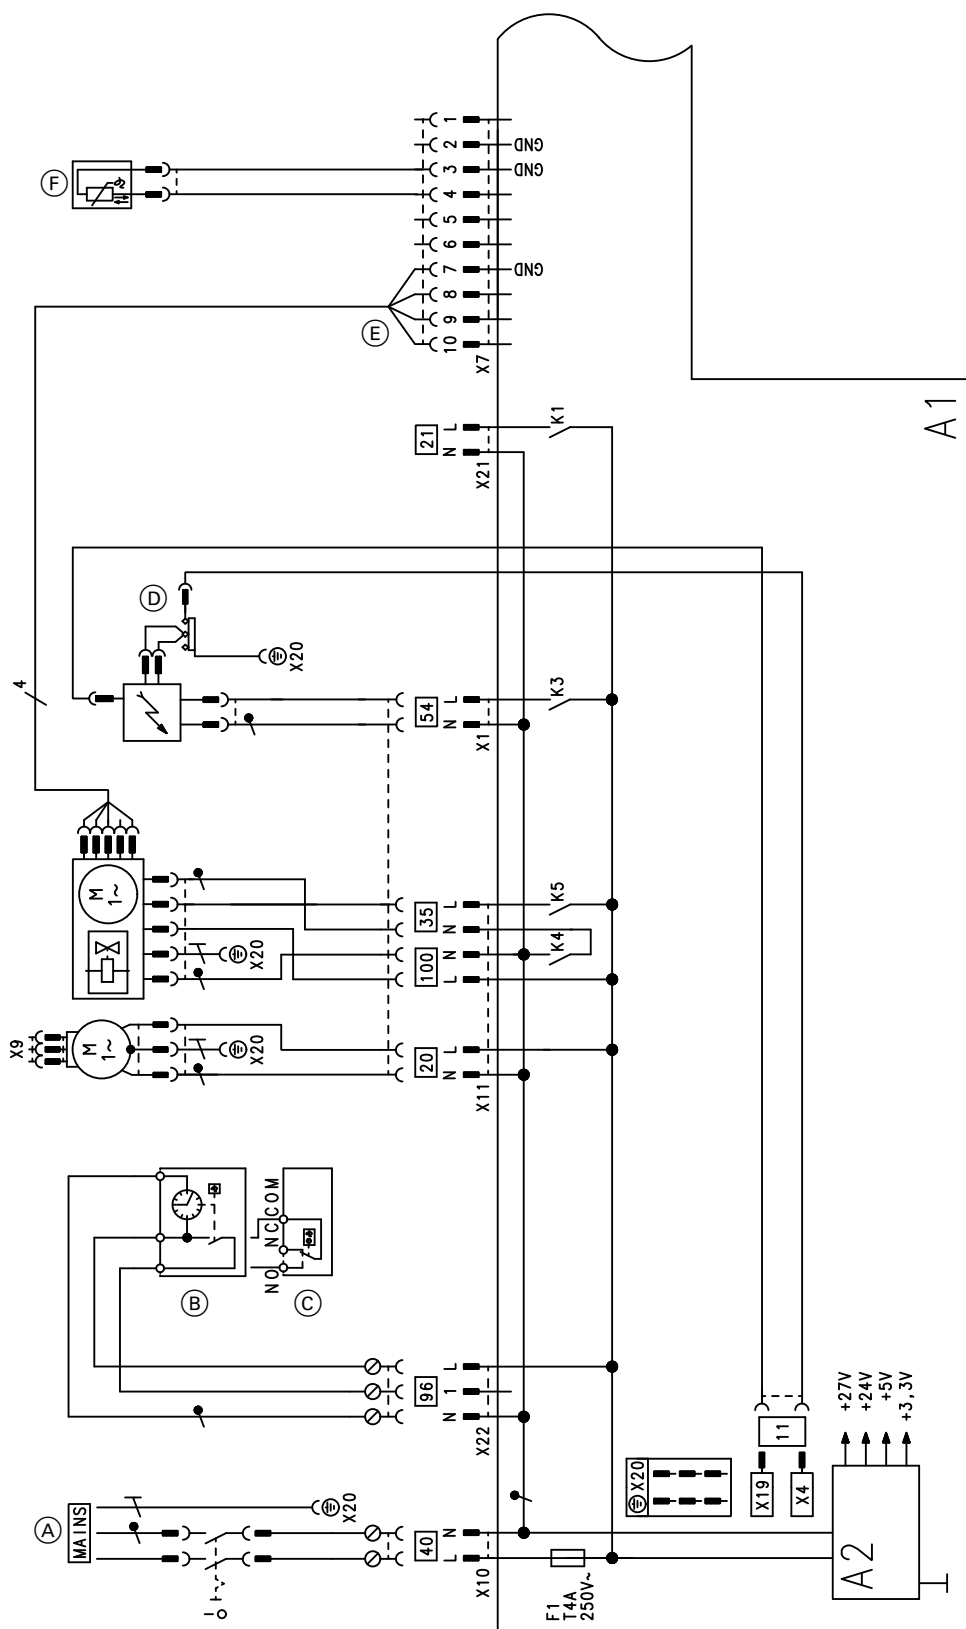 F
1
2
3
4
5
6
7
8
9
10
GND
GND
GND
X7
E
4
21
L
N
X21
K1
A1
D
X20
54
L
N
X1
K3
M
1~
X20
35
L
N
100
N
L
K5
K4
X9
M
1~
X20
20
L
N
X11
B
NO NC COM
C
96
L
1
N
X22
A
MAINS
X20
I
O
40
N
L
X10
F1
T4A
250V~
X20
X19
X4
11
A2
+27V
+24V
+5V
+3,3V